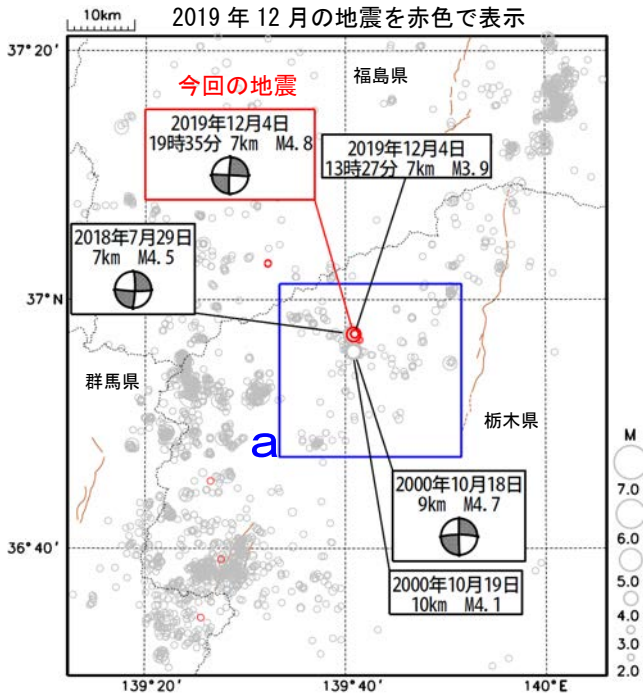 2019 年 12 月の地震を赤色で表示
10km
37°20'
福島県
今回の地震
2019年12月4日
19時35分 7km M4.8
2019年12月4日
13時27分 7km M3.9
2018年7月29日
7km M4.5
37°N
群馬県
栃木県
a
2000年10月18日
9km M4.7
36°40'
2000年10月19日
10km M4.1
M
7.0
6.0
5.0
4.0
3.0
2.0
139°20'
139°40'
140°E